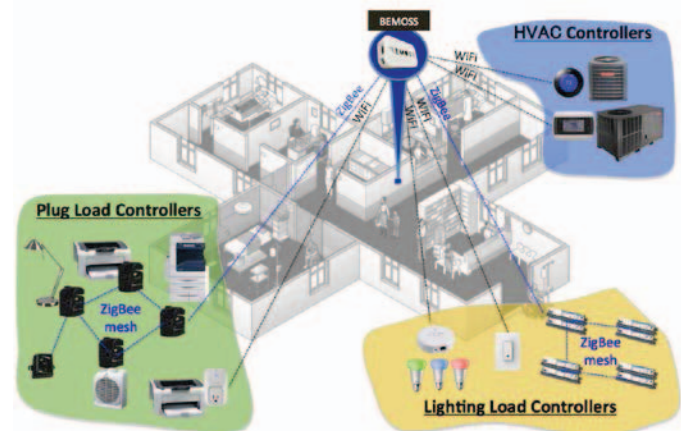 BEMOSS
HVAC Controllers
WiFi
WiFi
ZigBee
WiFi
WiFi
WiFi
ZigBee
Plug Load Controllers
ZigBee
mesh
ZigBee
mesh
Lighting Load Controllers